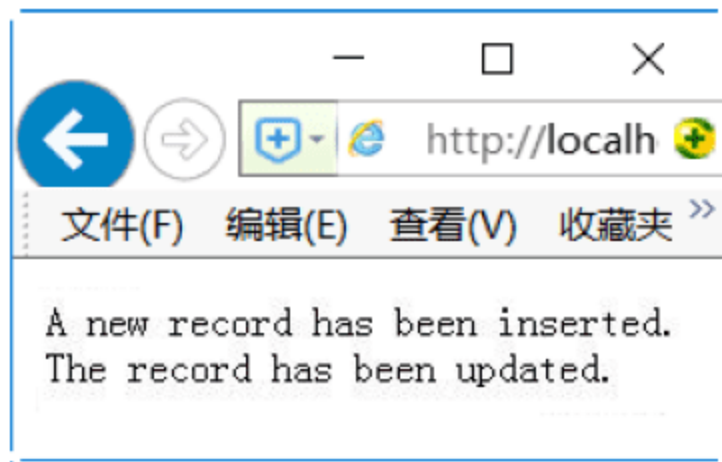 http://localh
文件(F) 编辑(E) 查看(V) 收藏夹 »
A new record has been inserted.
The record has been updated.